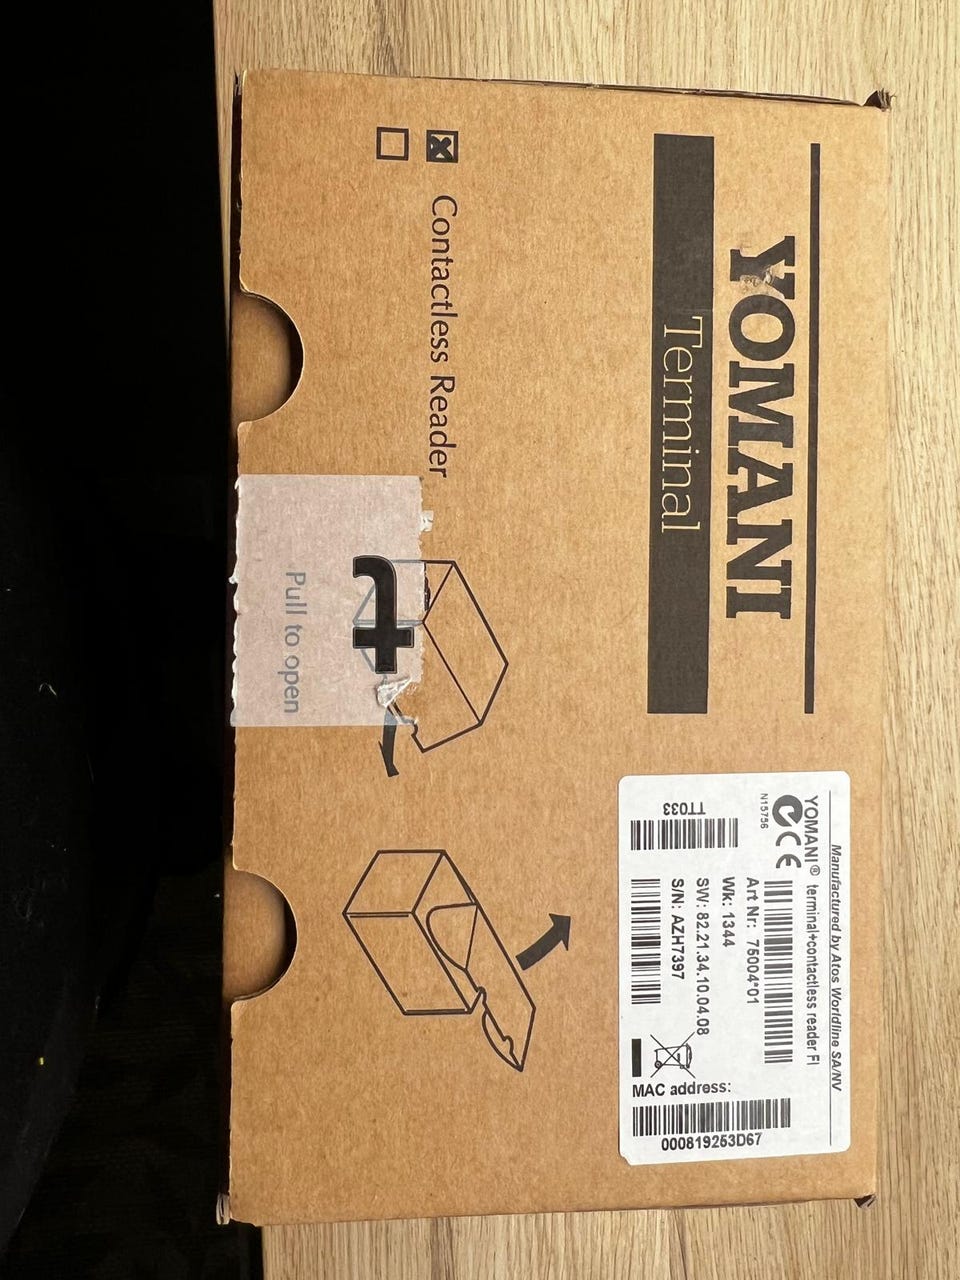 YOMANI
Terminal
Contactless Reader
Pull to open
t
Manufactured by Atos Worldline SA/NV
YOMANI® terminal+contactless reader FI
CE
N15756
Art Nr: 75004*01
Wk: 1344
SW: 82.21.34.10.04.08
S/N: AZH7397
TT033
MAC address:
000819253D67